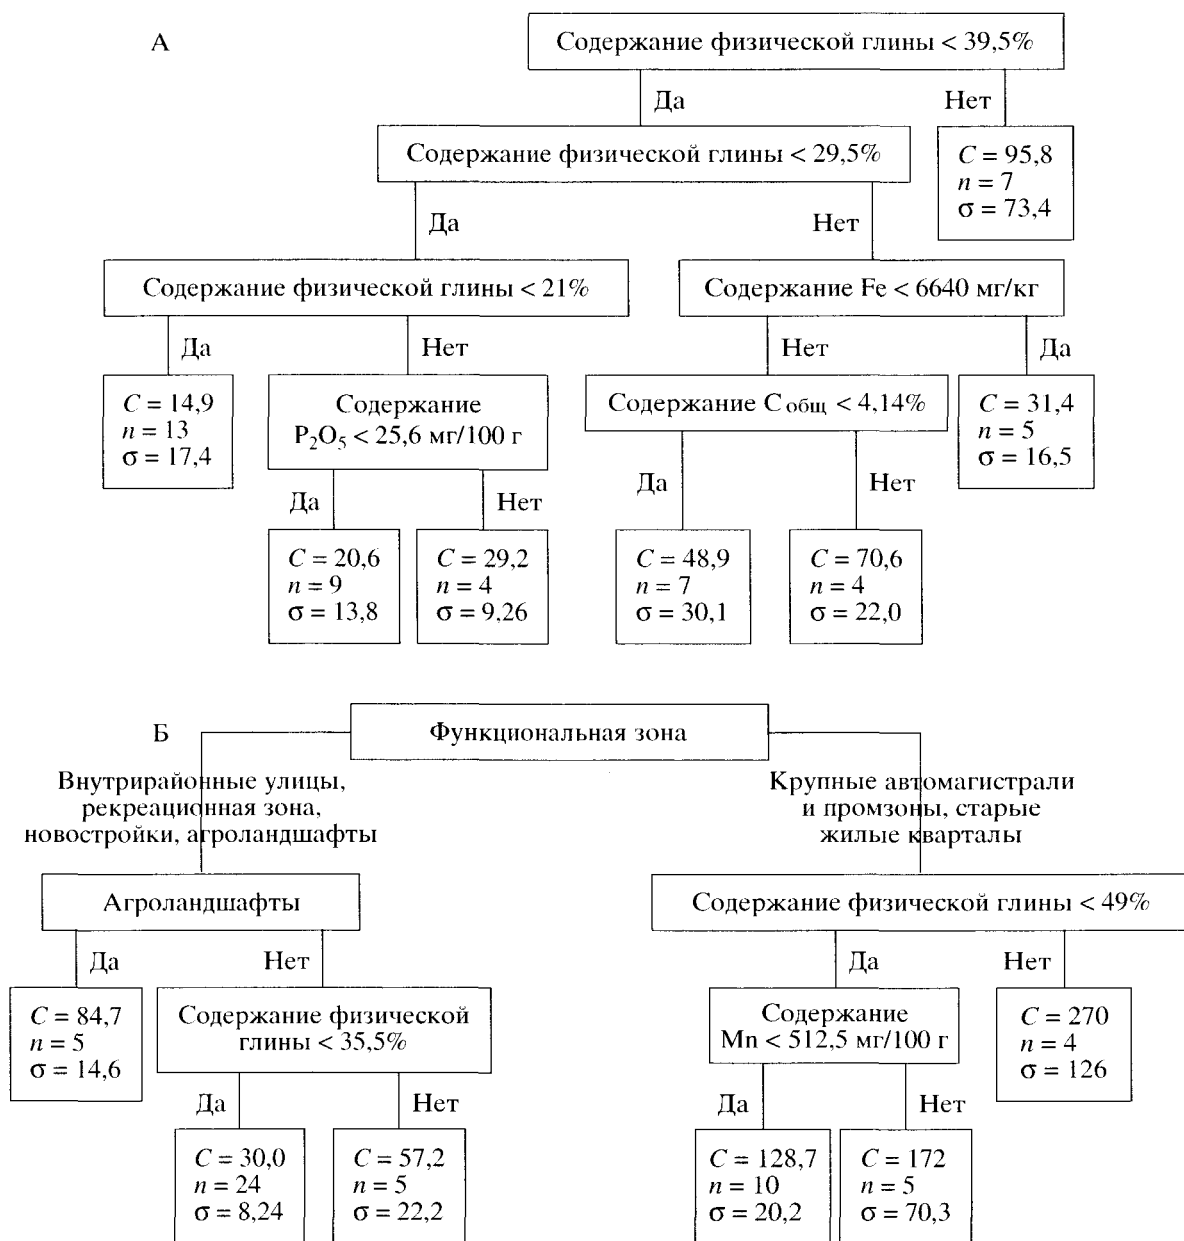 А
Содержание физической глины < 39,5%
Да
Нет
Содержание физической глины < 29,5%
C = 95,8
n = 7
σ = 73,4
Да
Нет
Содержание физической глины < 21%
Содержание Fe < 6640 мг/кг
Да
Нет
Нет
Да
C = 14,9
n = 13
σ = 17,4
Содержание
P₂O₅ < 25,6 мг/100 г
Содержание С общ < 4,14%
C = 31,4
n = 5
σ = 16,5
Да
Нет
Да
Нет
C = 20,6
n = 9
σ = 13,8
C = 29,2
n = 4
σ = 9,26
C = 48,9
n = 7
σ = 30,1
C = 70,6
n = 4
σ = 22,0
Б
Функциональная зона
Внутрирайонные улицы,
рекреационная зона,
новостройки, агроландшафты
Крупные автомагистрали
и промзоны, старые
жилые кварталы
Агроландшафты
Содержание физической глины < 49%
Да
Нет
Да
Нет
C = 84,7
n = 5
σ = 14,6
Содержание физической
глины < 35,5%
Содержание
Mn < 512,5 мг/100 г
C = 270
n = 4
σ = 126
Да
Нет
Да
Нет
C = 30,0
n = 24
σ = 8,24
C = 57,2
n = 5
σ = 22,2
C = 128,7
n = 10
σ = 20,2
C = 172
n = 5
σ = 70,3